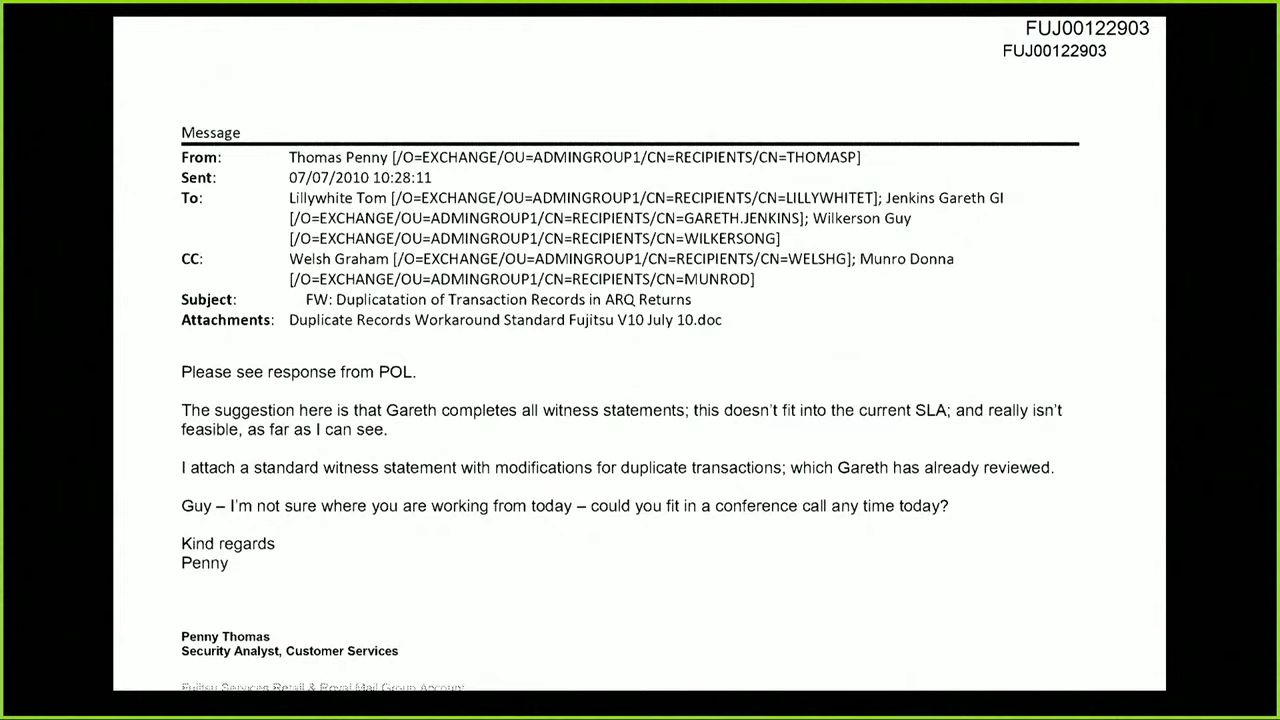 FUJ00122903
FUJ00122903
Message
From: Thomas Penny [/O=EXCHANGE/OU=ADMINGROUP1/CN=RECIPIENTS/CN=THOMASP]
Sent: 07/07/2010 10:28:11
To: Lillywhite Tom [/O=EXCHANGE/OU=ADMINGROUP1/CN=RECIPIENTS/CN=LILLYWHITET]; Jenkins Gareth GI
[/O=EXCHANGE/OU=ADMINGROUP1/CN=RECIPIENTS/CN=GARETH.JENKINS]; Wilkerson Guy
[/O=EXCHANGE/OU=ADMINGROUP1/CN=RECIPIENTS/CN=WILKERSONG]
CC: Welsh Graham [/O=EXCHANGE/OU=ADMINGROUP1/CN=RECIPIENTS/CN=WELSHG]; Munro Donna
[/O=EXCHANGE/OU=ADMINGROUP1/CN=RECIPIENTS/CN=MUNROD]
Subject: FW: Duplicatation of Transaction Records in ARQ Returns
Attachments: Duplicate Records Workaround Standard Fujitsu V10 July 10.doc
Please see response from POL.
The suggestion here is that Gareth completes all witness statements; this doesn't fit into the current SLA; and really isn't
feasible, as far as I can see.
I attach a standard witness statement with modifications for duplicate transactions; which Gareth has already reviewed.
Guy – I'm not sure where you are working from today – could you fit in a conference call any time today?
Kind regards
Penny
Penny Thomas
Security Analyst, Customer Services
Fujitsu Services Retail & Royal Mail Group Account